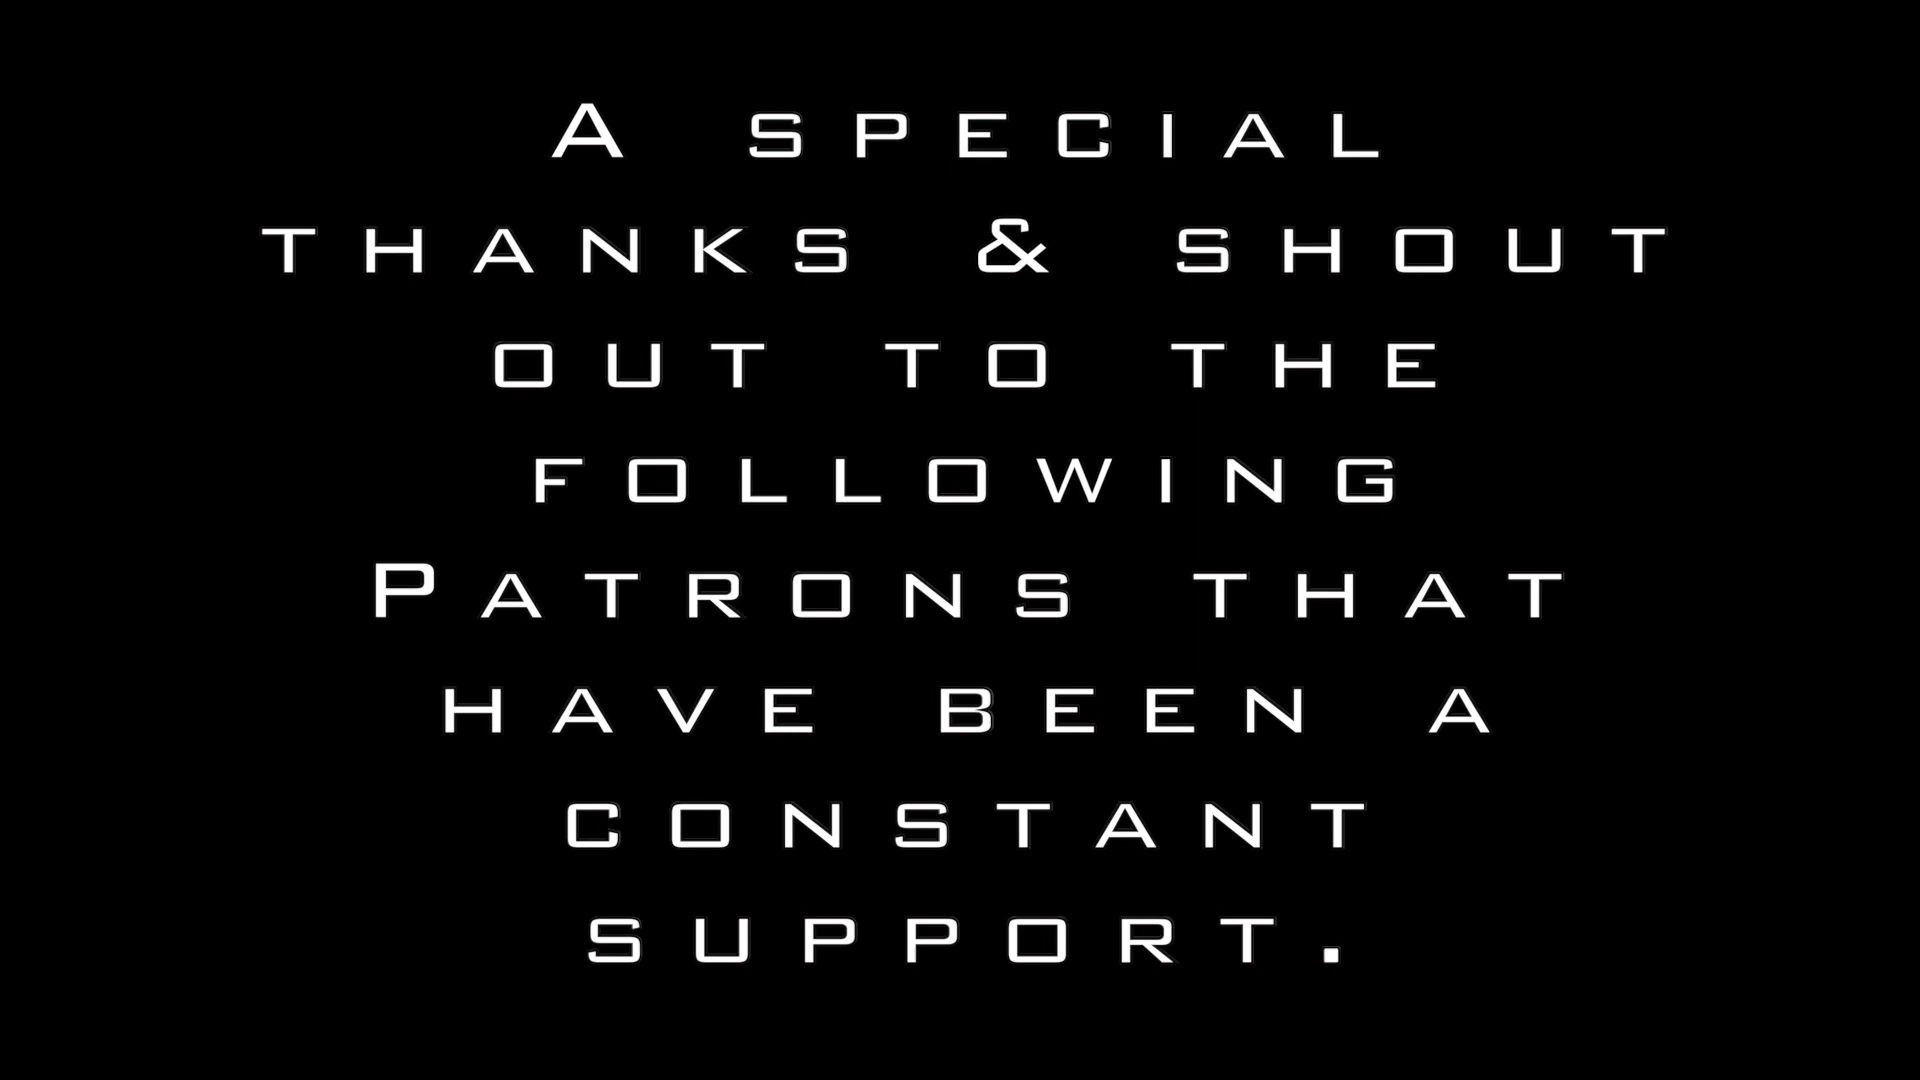 A special
thanks & shout
out to the
following
Patrons that
have been a
constant
support.